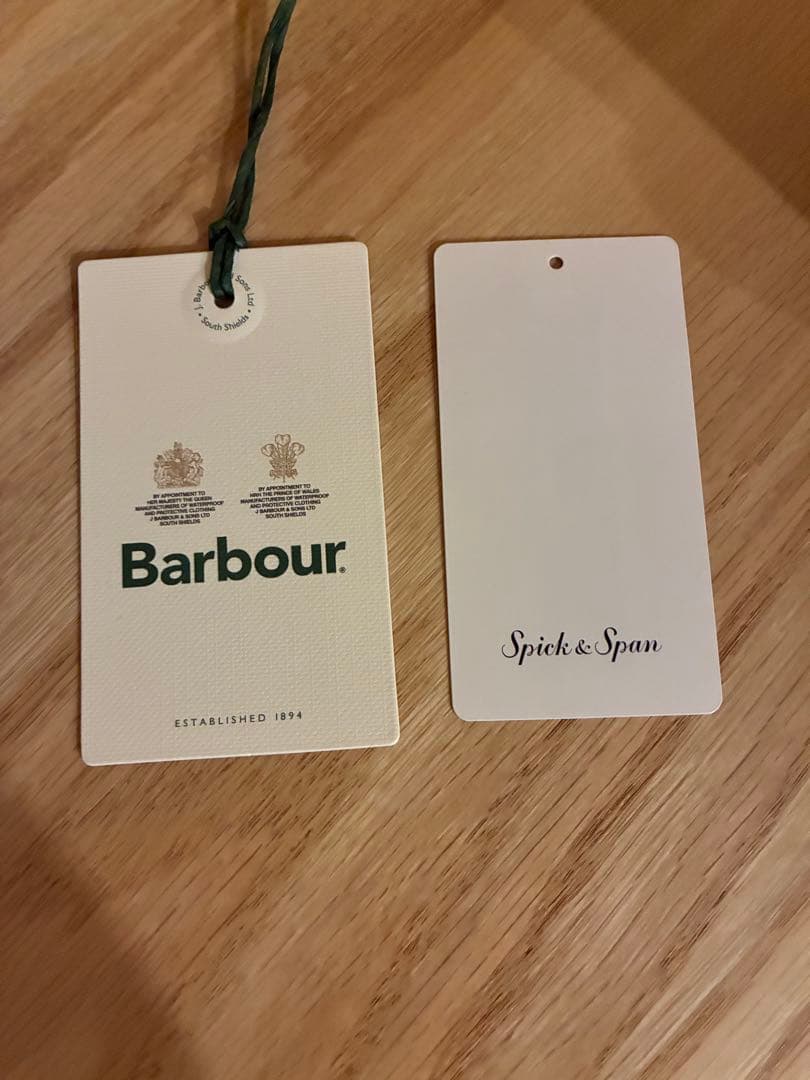 J. Barbour Sons Ltd
• South Shields •
BY APPOINTMENT TO
HER MAJESTY THE QUEEN
MANUFACTURERS OF WATERPROOF
AND PROTECTIVE CLOTHING
J BARBOUR & SONS LTD
SOUTH SHIELDS
BY APPOINTMENT TO
HRH THE PRINCE OF WALES
MANUFACTURERS OF WATERPROOF
AND PROTECTIVE CLOTHING
J BARBOUR & SONS LTD
SOUTH SHIELDS
Barbour®
ESTABLISHED 1894
Spick & Span